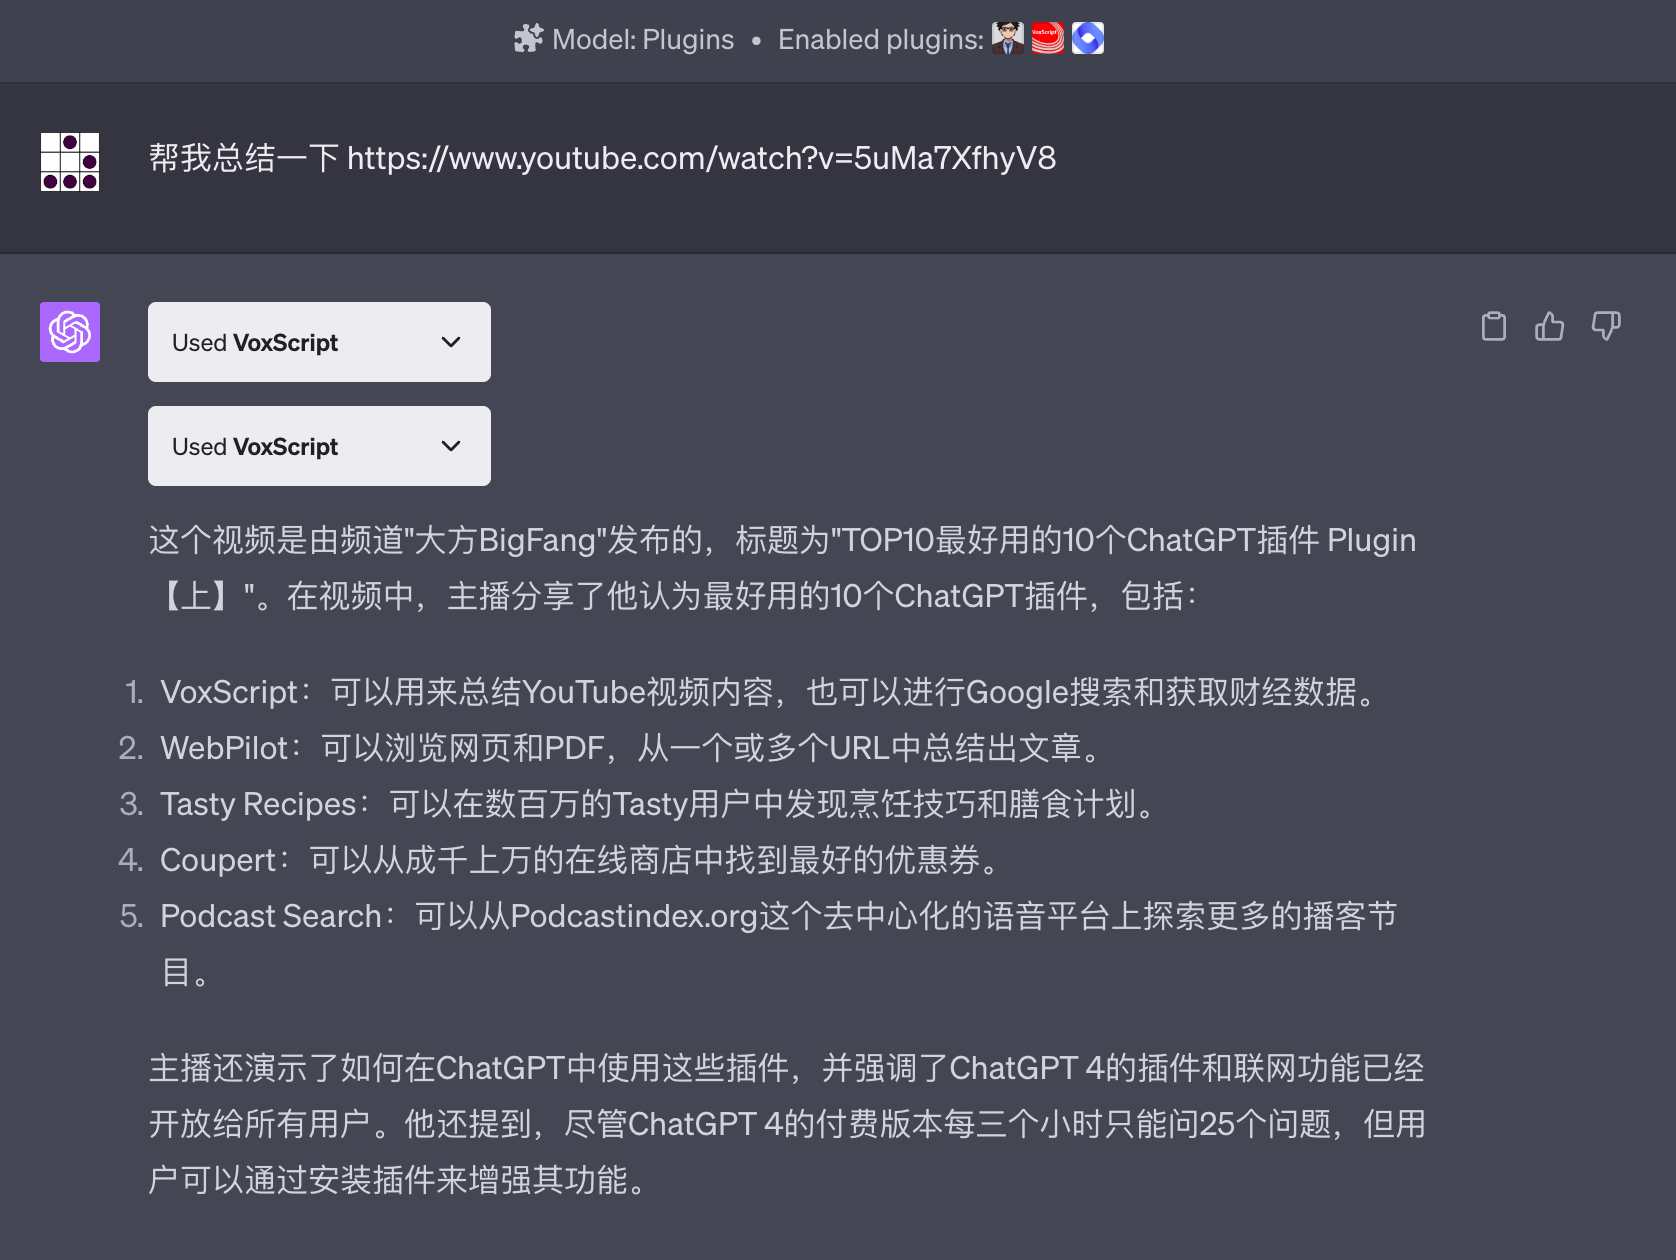 Model: Plugins • Enabled plugins:
VoxScript
帮我总结一下 https://www.youtube.com/watch?v=5uMa7XfhyV8
Used VoxScript
Used VoxScript
这个视频是由频道"大方BigFang"发布的，标题为"TOP10最好用的10个ChatGPT插件 Plugin
【上】"。在视频中，主播分享了他认为最好用的10个ChatGPT插件，包括：
1. VoxScript：可以用来总结YouTube视频内容，也可以进行Google搜索和获取财经数据。
2. WebPilot：可以浏览网页和PDF，从一个或多个URL中总结出文章。
3. Tasty Recipes：可以在数百万的Tasty用户中发现烹饪技巧和膳食计划。
4. Coupert：可以从成千上万的在线商店中找到最好的优惠券。
5. Podcast Search：可以从Podcastindex.org这个去中心化的语音平台上探索更多的播客节
目。
主播还演示了如何在ChatGPT中使用这些插件，并强调了ChatGPT 4的插件和联网功能已经
开放给所有用户。他还提到，尽管ChatGPT 4的付费版本每三个小时只能问25个问题，但用
户可以通过安装插件来增强其功能。